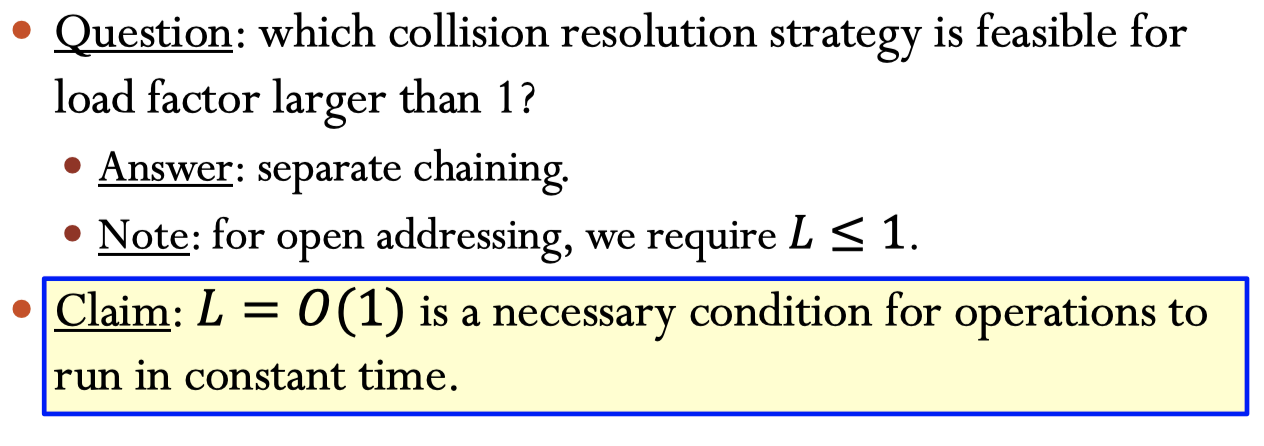 • Question: which collision resolution strategy is feasible for
load factor larger than 1?
• Answer: separate chaining.
• Note: for open addressing, we require L ≤ 1.
• Claim: L = O(1) is a necessary condition for operations to
run in constant time.